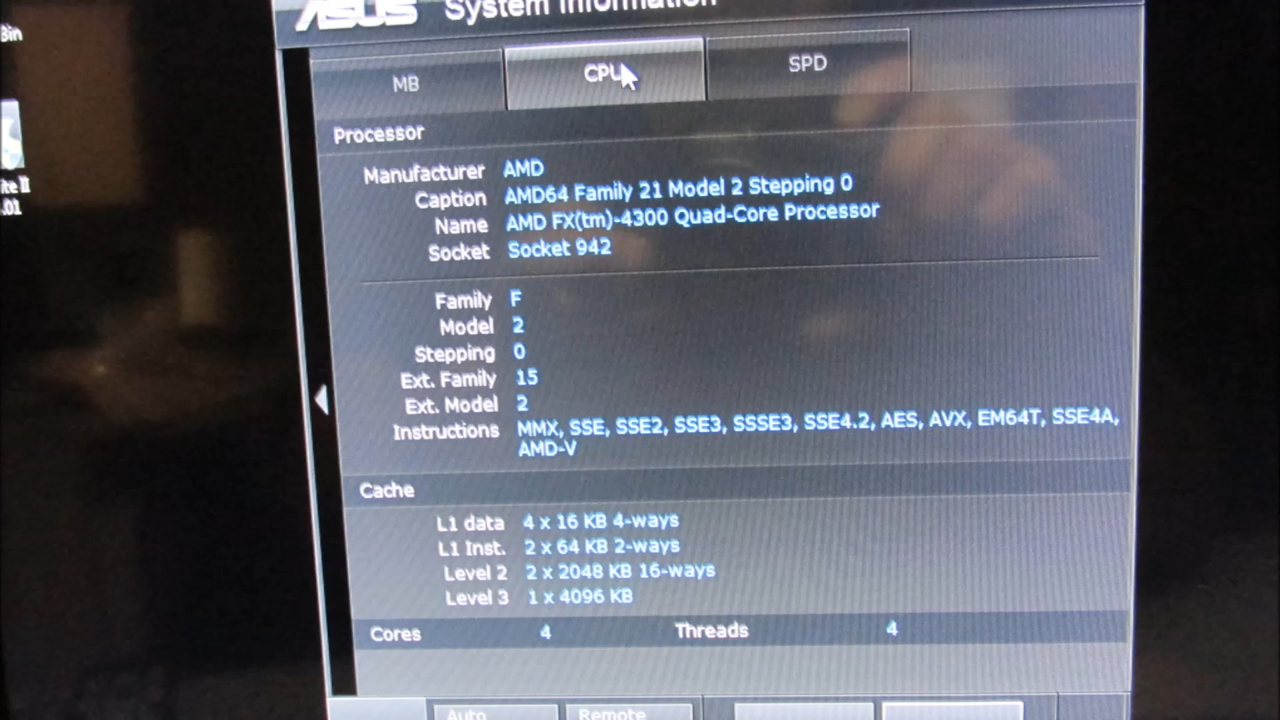 Bin
ite II
.01
ASUS System Information
MB CPU SPD
Processor
Manufacturer AMD
Caption AMD64 Family 21 Model 2 Stepping 0
Name AMD FX(tm)-4300 Quad-Core Processor
Socket Socket 942
Family F
Model 2
Stepping 0
Ext. Family 15
Ext. Model 2
Instructions MMX, SSE, SSE2, SSE3, SSSE3, SSE4.2, AES, AVX, EM64T, SSE4A,
AMD-V
Cache
L1 data 4 x 16 KB 4-ways
L1 Inst. 2 x 64 KB 2-ways
Level 2 2 x 2048 KB 16-ways
Level 3 1 x 4096 KB
Cores 4 Threads 4
Auto Remote